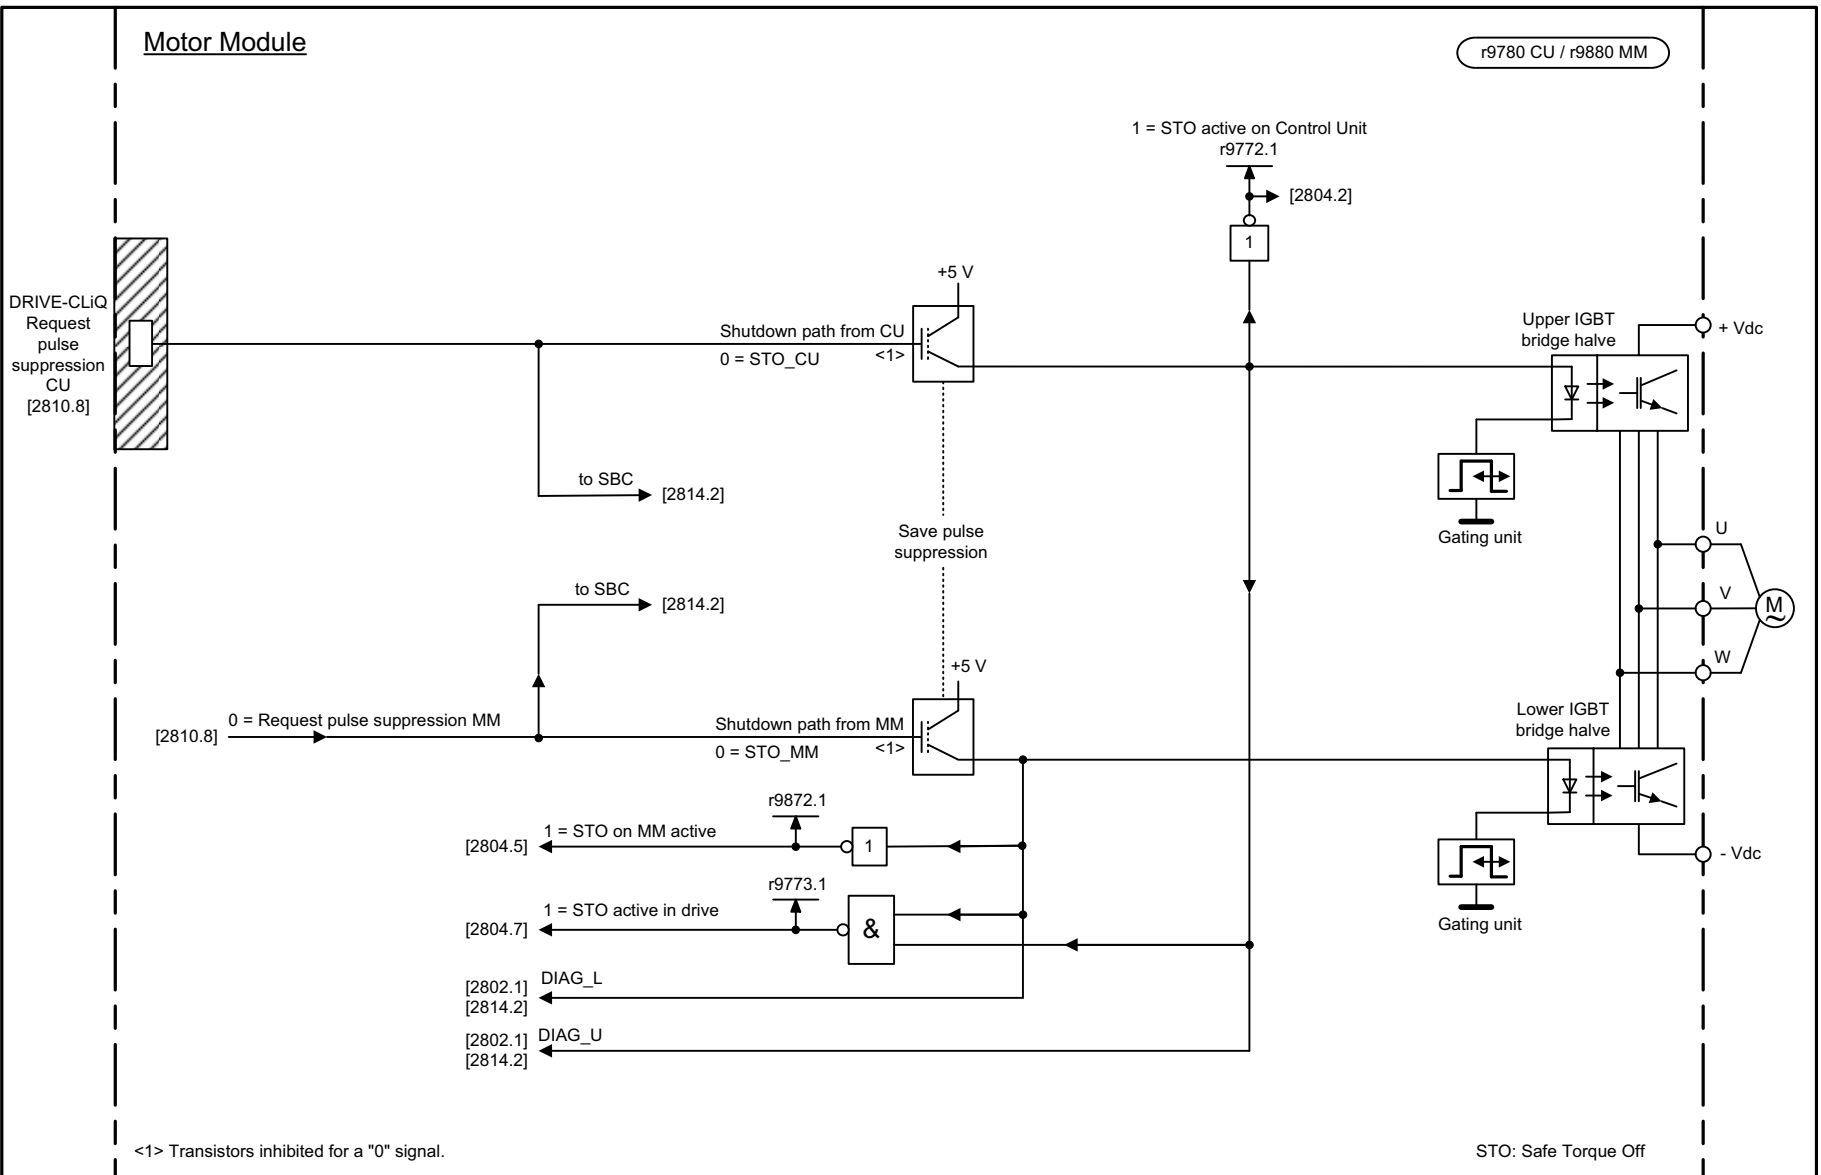 Motor Module
r9780 CU / r9880 MM
1 = STO active on Control Unit
r9772.1
[2804.2]
1
+5 V
DRIVE-CLiQ
Request
pulse
suppression
CU
[2810.8]
Shutdown path from CU
0 = STO_CU
<1>
Upper IGBT
bridge halve
+ Vdc
to SBC
[2814.2]
Gating unit
Save pulse
suppression
U
to SBC
[2814.2]
V
M
~
W
+5 V
[2810.8]
0 = Request pulse suppression MM
Shutdown path from MM
0 = STO_MM
<1>
Lower IGBT
bridge halve
r9872.1
[2804.5]
1 = STO on MM active
1
- Vdc
r9773.1
[2804.7]
1 = STO active in drive
&
Gating unit
[2802.1]
[2814.2]
DIAG_L
[2802.1]
[2814.2]
DIAG_U
<1> Transistors inhibited for a "0" signal.
STO: Safe Torque Off